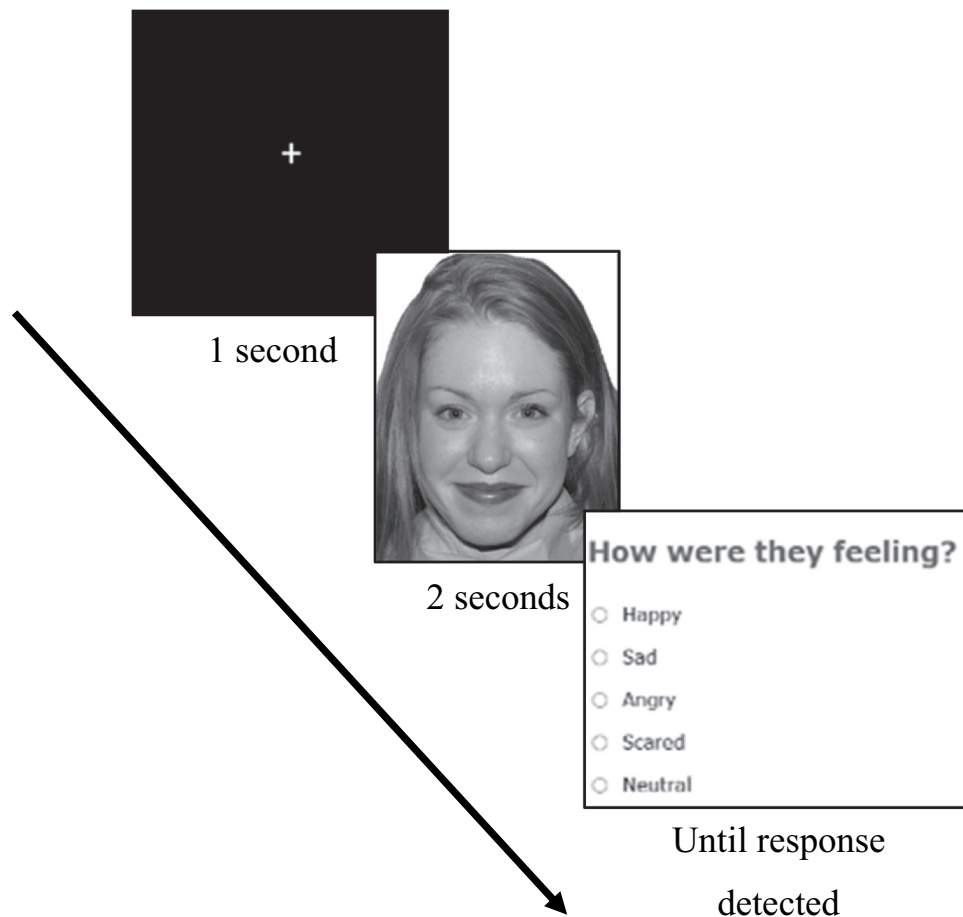 +
1 second
2 seconds
How were they feeling?
Happy
Sad
Angry
Scared
Neutral
Until response
detected